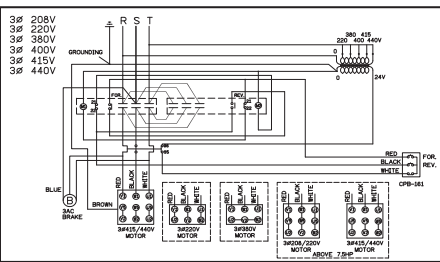 3Ø 208V
3Ø 220V
3Ø 380V
3Ø 400V
3Ø 415V
3Ø 440V
R S T
GROUNDING
380 415
220 400 440V
0
0
24V
FOR.
REV.
RED
BLACK
WHITE
FOR.
REV.
CPB-161
BLUE
B
3AC
BRAKE
BROWN
RED
BLACK
WHITE
3ø415/440V
MOTOR
RED
BLACK
WHITE
3ø220V
MOTOR
RED
BLACK
WHITE
3ø380V
MOTOR
RED
BLACK
WHITE
3ø208/220V
MOTOR
RED
BLACK
WHITE
3ø415/440V
MOTOR
ABOVE 7.5HP